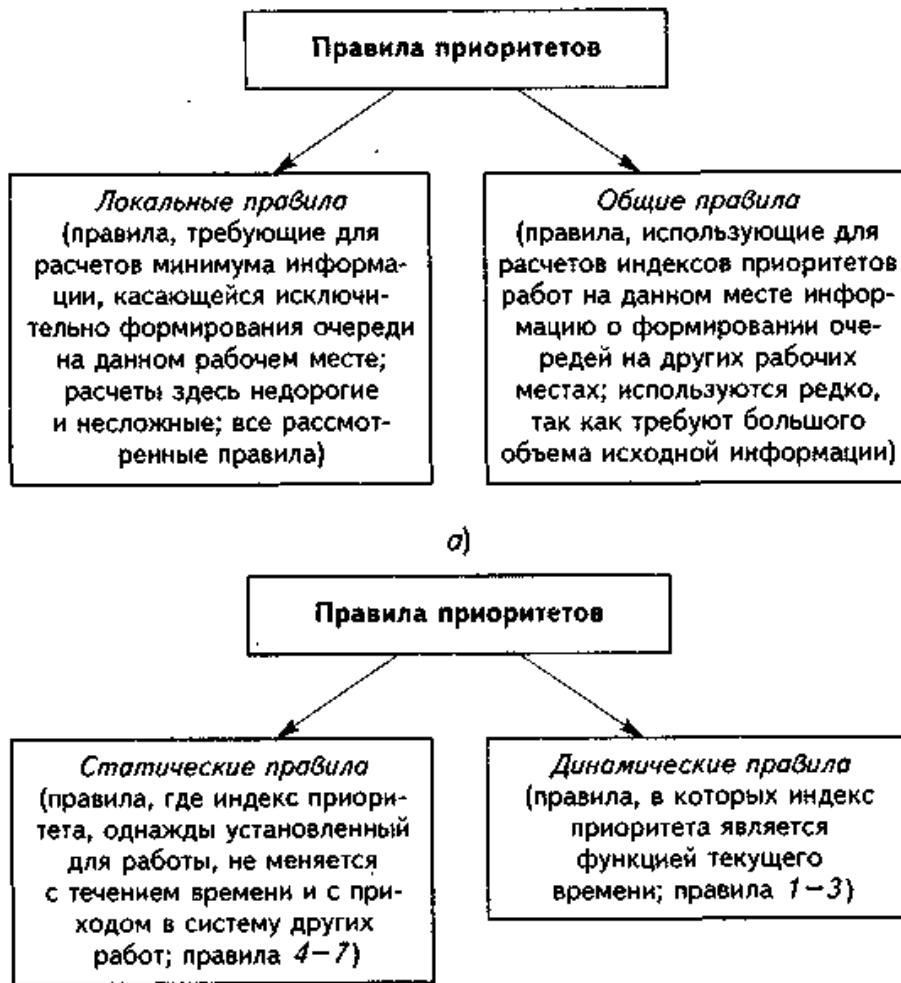 Правила приоритетов
Локальные правила
(правила, требующие для
расчетов минимума информа-
ции, касающейся исключи-
тельно формирования очереди
на данном рабочем месте;
расчеты здесь недорогие
и несложные; все рассмот-
ренные правила)
Общие правила
(правила, использующие для
расчетов индексов приоритетов
работ на данном месте инфор-
мацию о формировании оче-
редей на других рабочих
местах; используются редко,
так как требуют большого
объема исходной информации)
а)
Правила приоритетов
Статические правила
(правила, где индекс приори-
тета, однажды установленный
для работы, не меняется
с течением времени и с при-
ходом в систему других
работ; правила 4−7)
Динамические правила
(правила, в которых индекс
приоритета является
функцией текущего
времени; правила 1−3)